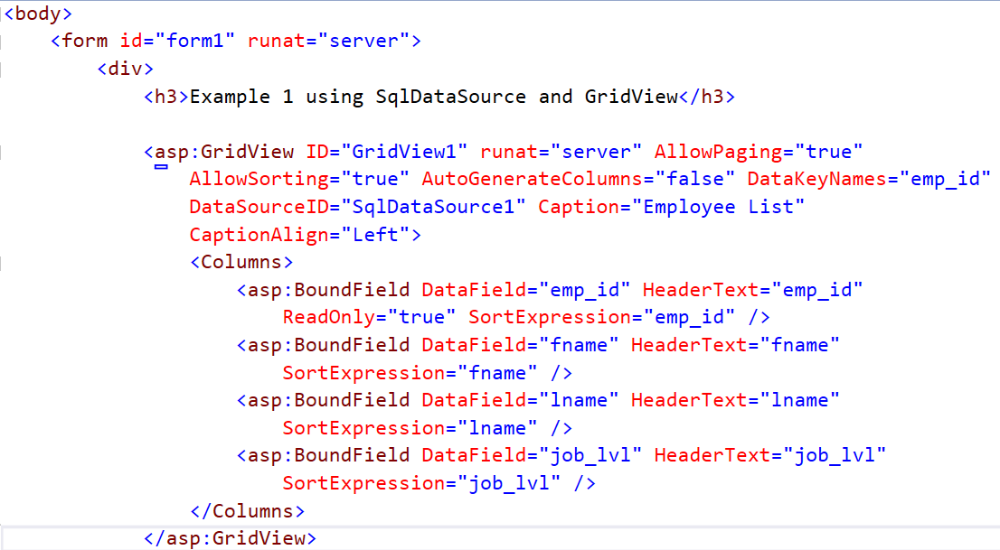 <body>
<form id="form1" runat="server">
<div>
<h3>Example 1 using SqlDataSource and GridView</h3>
<asp:GridView ID="GridView1" runat="server" AllowPaging="true"
AllowSorting="true" AutoGenerateColumns="false" DataKeyNames="emp_id"
DataSourceID="SqlDataSource1" Caption="Employee List"
CaptionAlign="Left">
<Columns>
<asp:BoundField DataField="emp_id" HeaderText="emp_id"
ReadOnly="true" SortExpression="emp_id" />
<asp:BoundField DataField="fname" HeaderText="fname"
SortExpression="fname" />
<asp:BoundField DataField="lname" HeaderText="lname"
SortExpression="lname" />
<asp:BoundField DataField="job_lvl" HeaderText="job_lvl"
SortExpression="job_lvl" />
</Columns>
</asp:GridView>